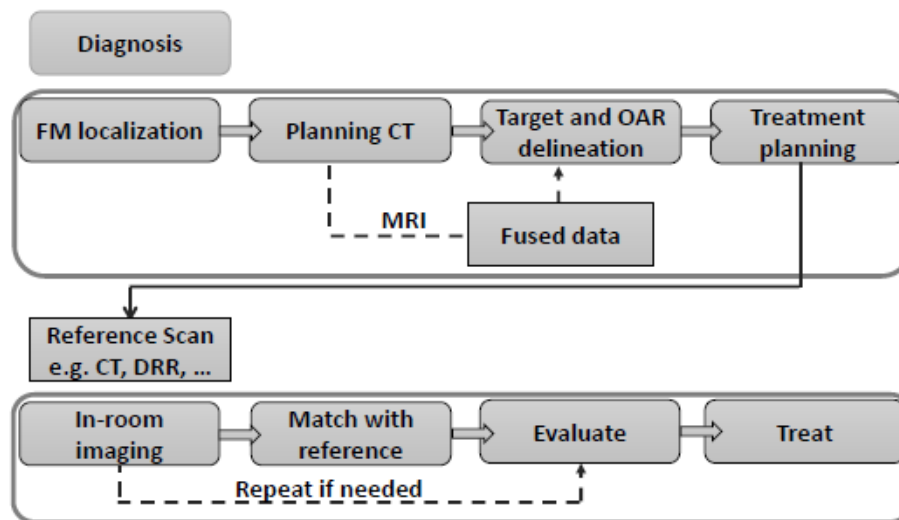 Diagnosis
FM localization
Planning CT
Target and OAR
delineation
Treatment
planning
MRI
Fused data
Reference Scan
e.g. CT, DRR, ...
In-room
imaging
Match with
reference
Evaluate
Treat
Repeat if needed